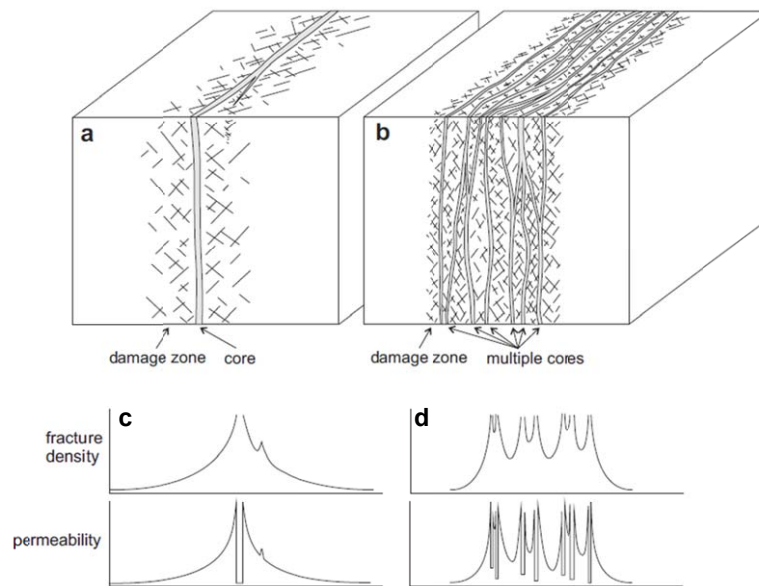 a
b
damage zone
core
damage zone
multiple cores
c
d
fracture
density
permeability